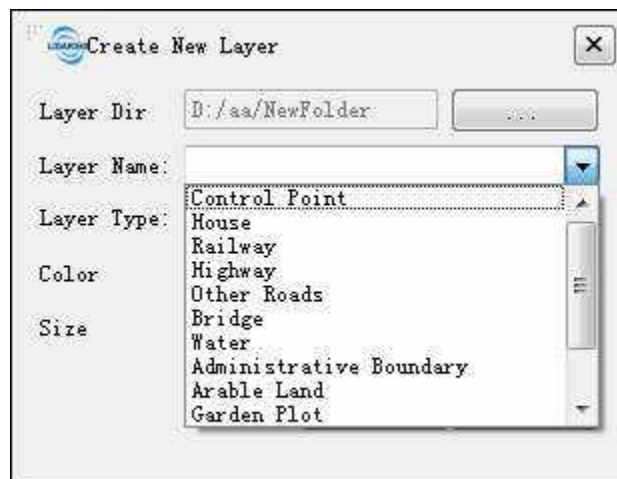 Create New Layer
Layer Dir D:/aa/NewFolder ...
Layer Name:
Control Point
Layer Type:
House
Railway
Highway
Color
Other Roads
Bridge
Size
Water
Administrative Boundary
Arable Land
Garden Plot